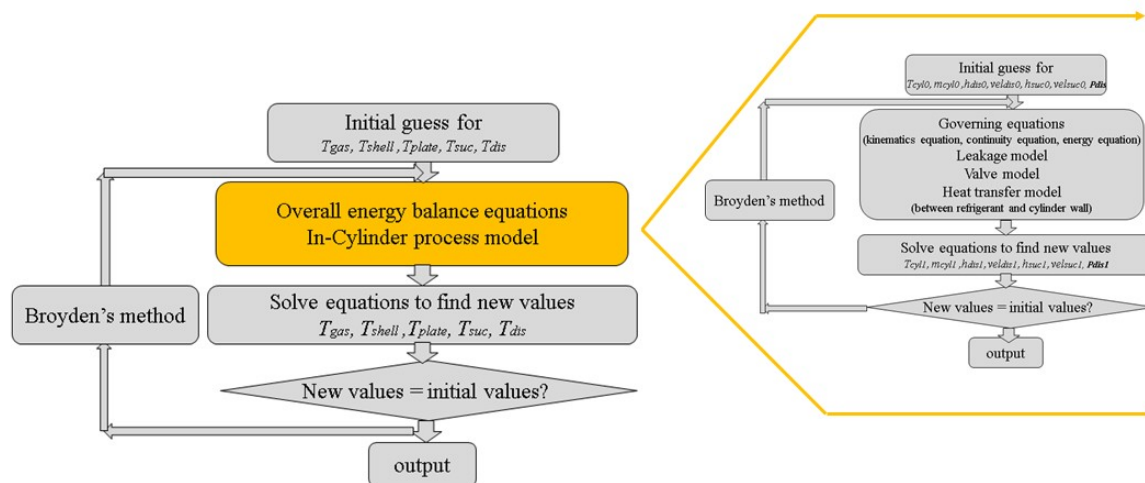 Initial guess for
Tgas, Tshell, Tplate, Tsuc, Tdis
Overall energy balance equations
In-Cylinder process model
Solve equations to find new values
Tgas, Tshell ,Tplate, Tsuc, Tdis
New values = initial values?
Broyden's method
output
Initial guess for
Tcyl0, mcyl0 ,hdis0, veldis0, hsuc0, velsuc0, Pdis
Governing equations
(kinematics equation, continuity equation, energy equation)
Leakage model
Valve model
Heat transfer model
(between refrigerant and cylinder wall)
Solve equations to find new values
Tcyl1, mcyl1 ,hdis1, veldis1, hsuc1, velsuc1, Pdis1
New values = initial values?
Broyden's method
output